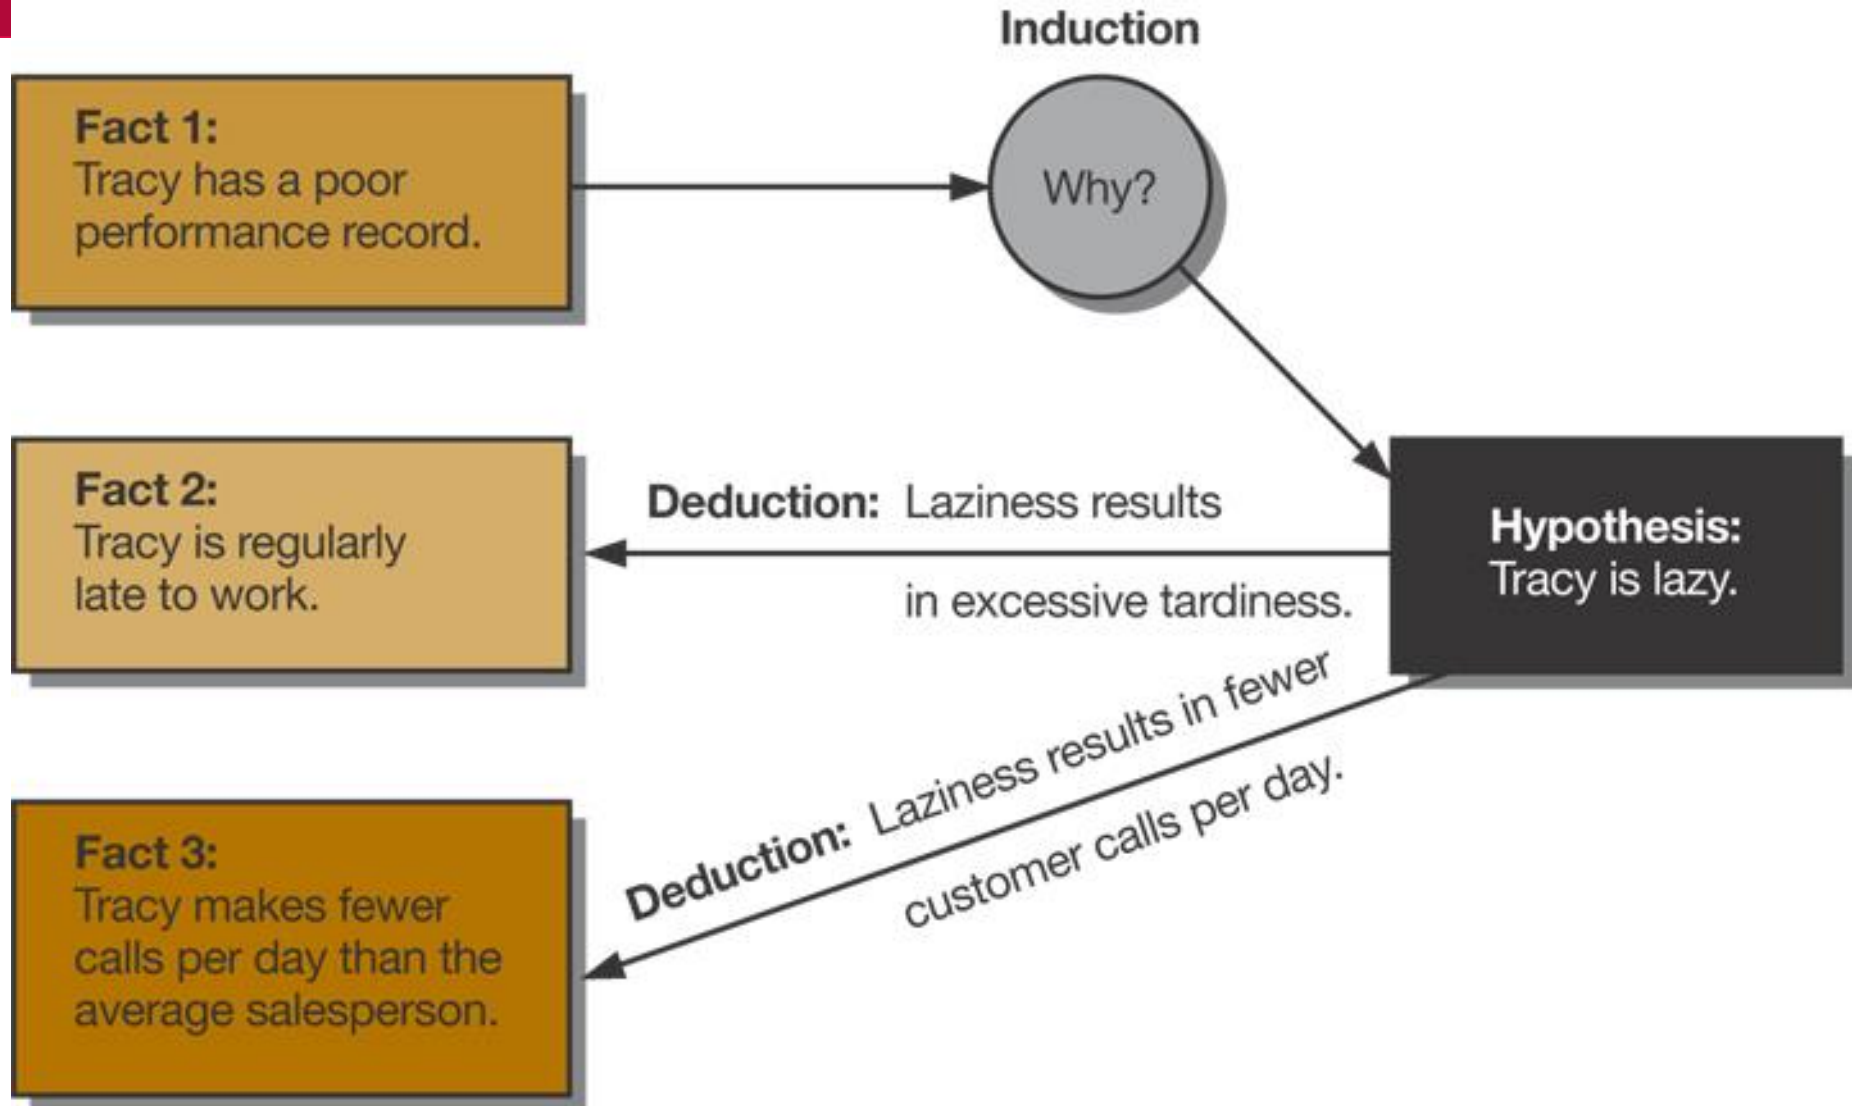 Induction
Fact 1:
Tracy has a poor
performance record.
Why?
Fact 2:
Tracy is regularly
late to work.
Deduction: Laziness results
in excessive tardiness.
Hypothesis:
Tracy is lazy.
Deduction: Laziness results in fewer
customer calls per day.
Fact 3:
Tracy makes fewer
calls per day than the
average salesperson.